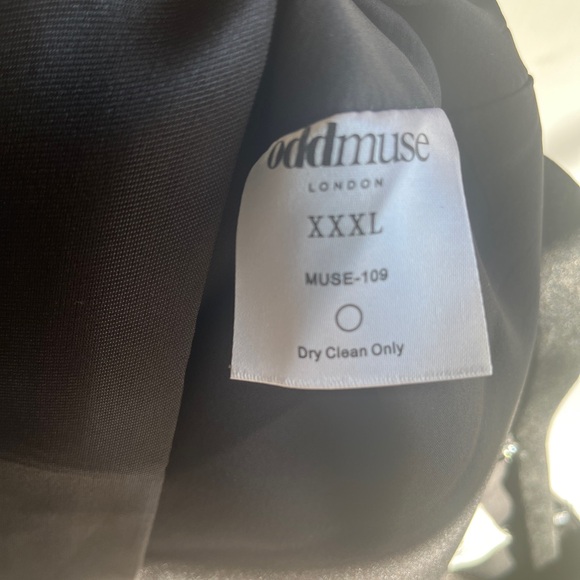 oddmuse
LONDON
XXXL
MUSE-109
Dry Clean Only